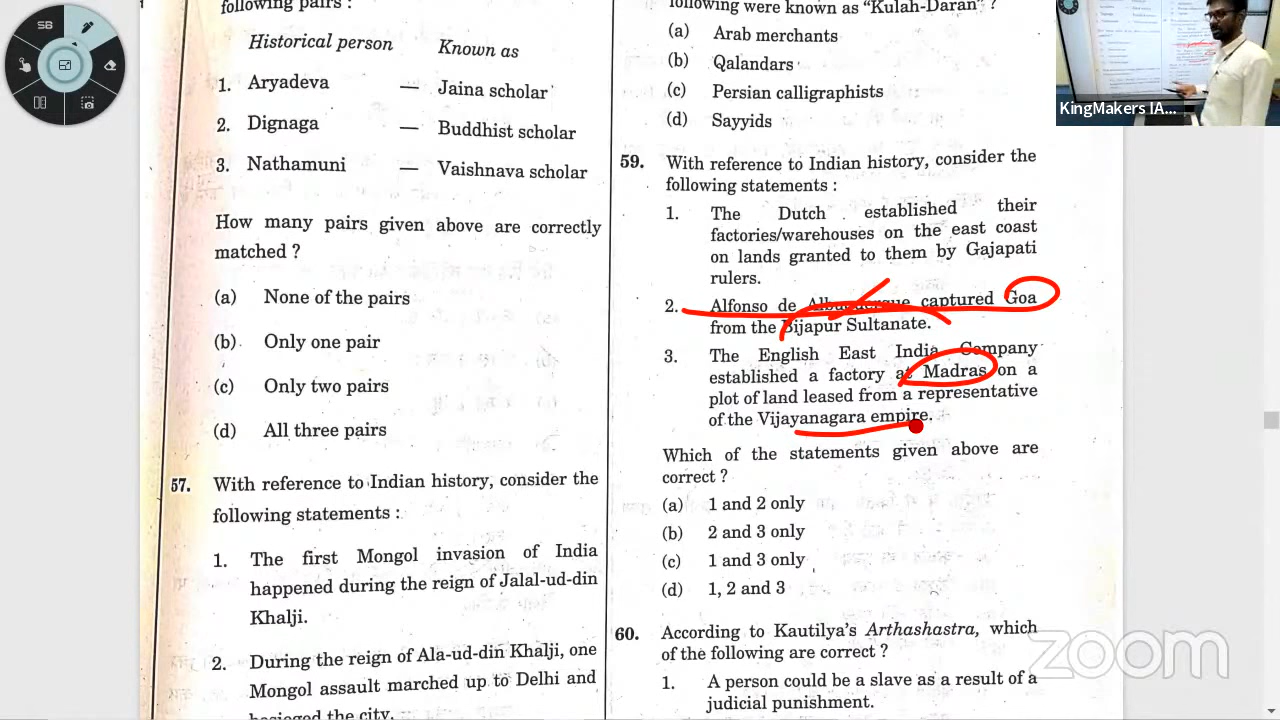 following pairs :
Historical person Known as
1. Aryadeva — Jaina scholar
2. Dignaga — Buddhist scholar
3. Nathamuni — Vaishnava scholar
How many pairs given above are correctly
matched ?
(a) None of the pairs
(b) Only one pair
(c) Only two pairs
(d) All three pairs
57. With reference to Indian history, consider the
following statements :
1. The first Mongol invasion of India
happened during the reign of Jalal-ud-din
Khalji.
2. During the reign of Ala-ud-din Khalji, one
Mongol assault marched up to Delhi and
besieged the city.
following were known as "Kulah-Daran" ?
(a) Arab merchants
(b) Qalandars
(c) Persian calligraphists
(d) Sayyids
59. With reference to Indian history, consider the
following statements :
1. The Dutch established their
factories/warehouses on the east coast
on lands granted to them by Gajapati
rulers.
2. Alfonso de Albuquerque captured Goa
from the Bijapur Sultanate.
3. The English East India Company
established a factory at Madras on a
plot of land leased from a representative
of the Vijayanagara empire.
Which of the statements given above are
correct ?
(a) 1 and 2 only
(b) 2 and 3 only
(c) 1 and 3 only
(d) 1, 2 and 3
60. According to Kautilya's Arthashastra, which
of the following are correct ?
1. A person could be a slave as a result of a
judicial punishment.
SB
KingMakers IA...
zoom